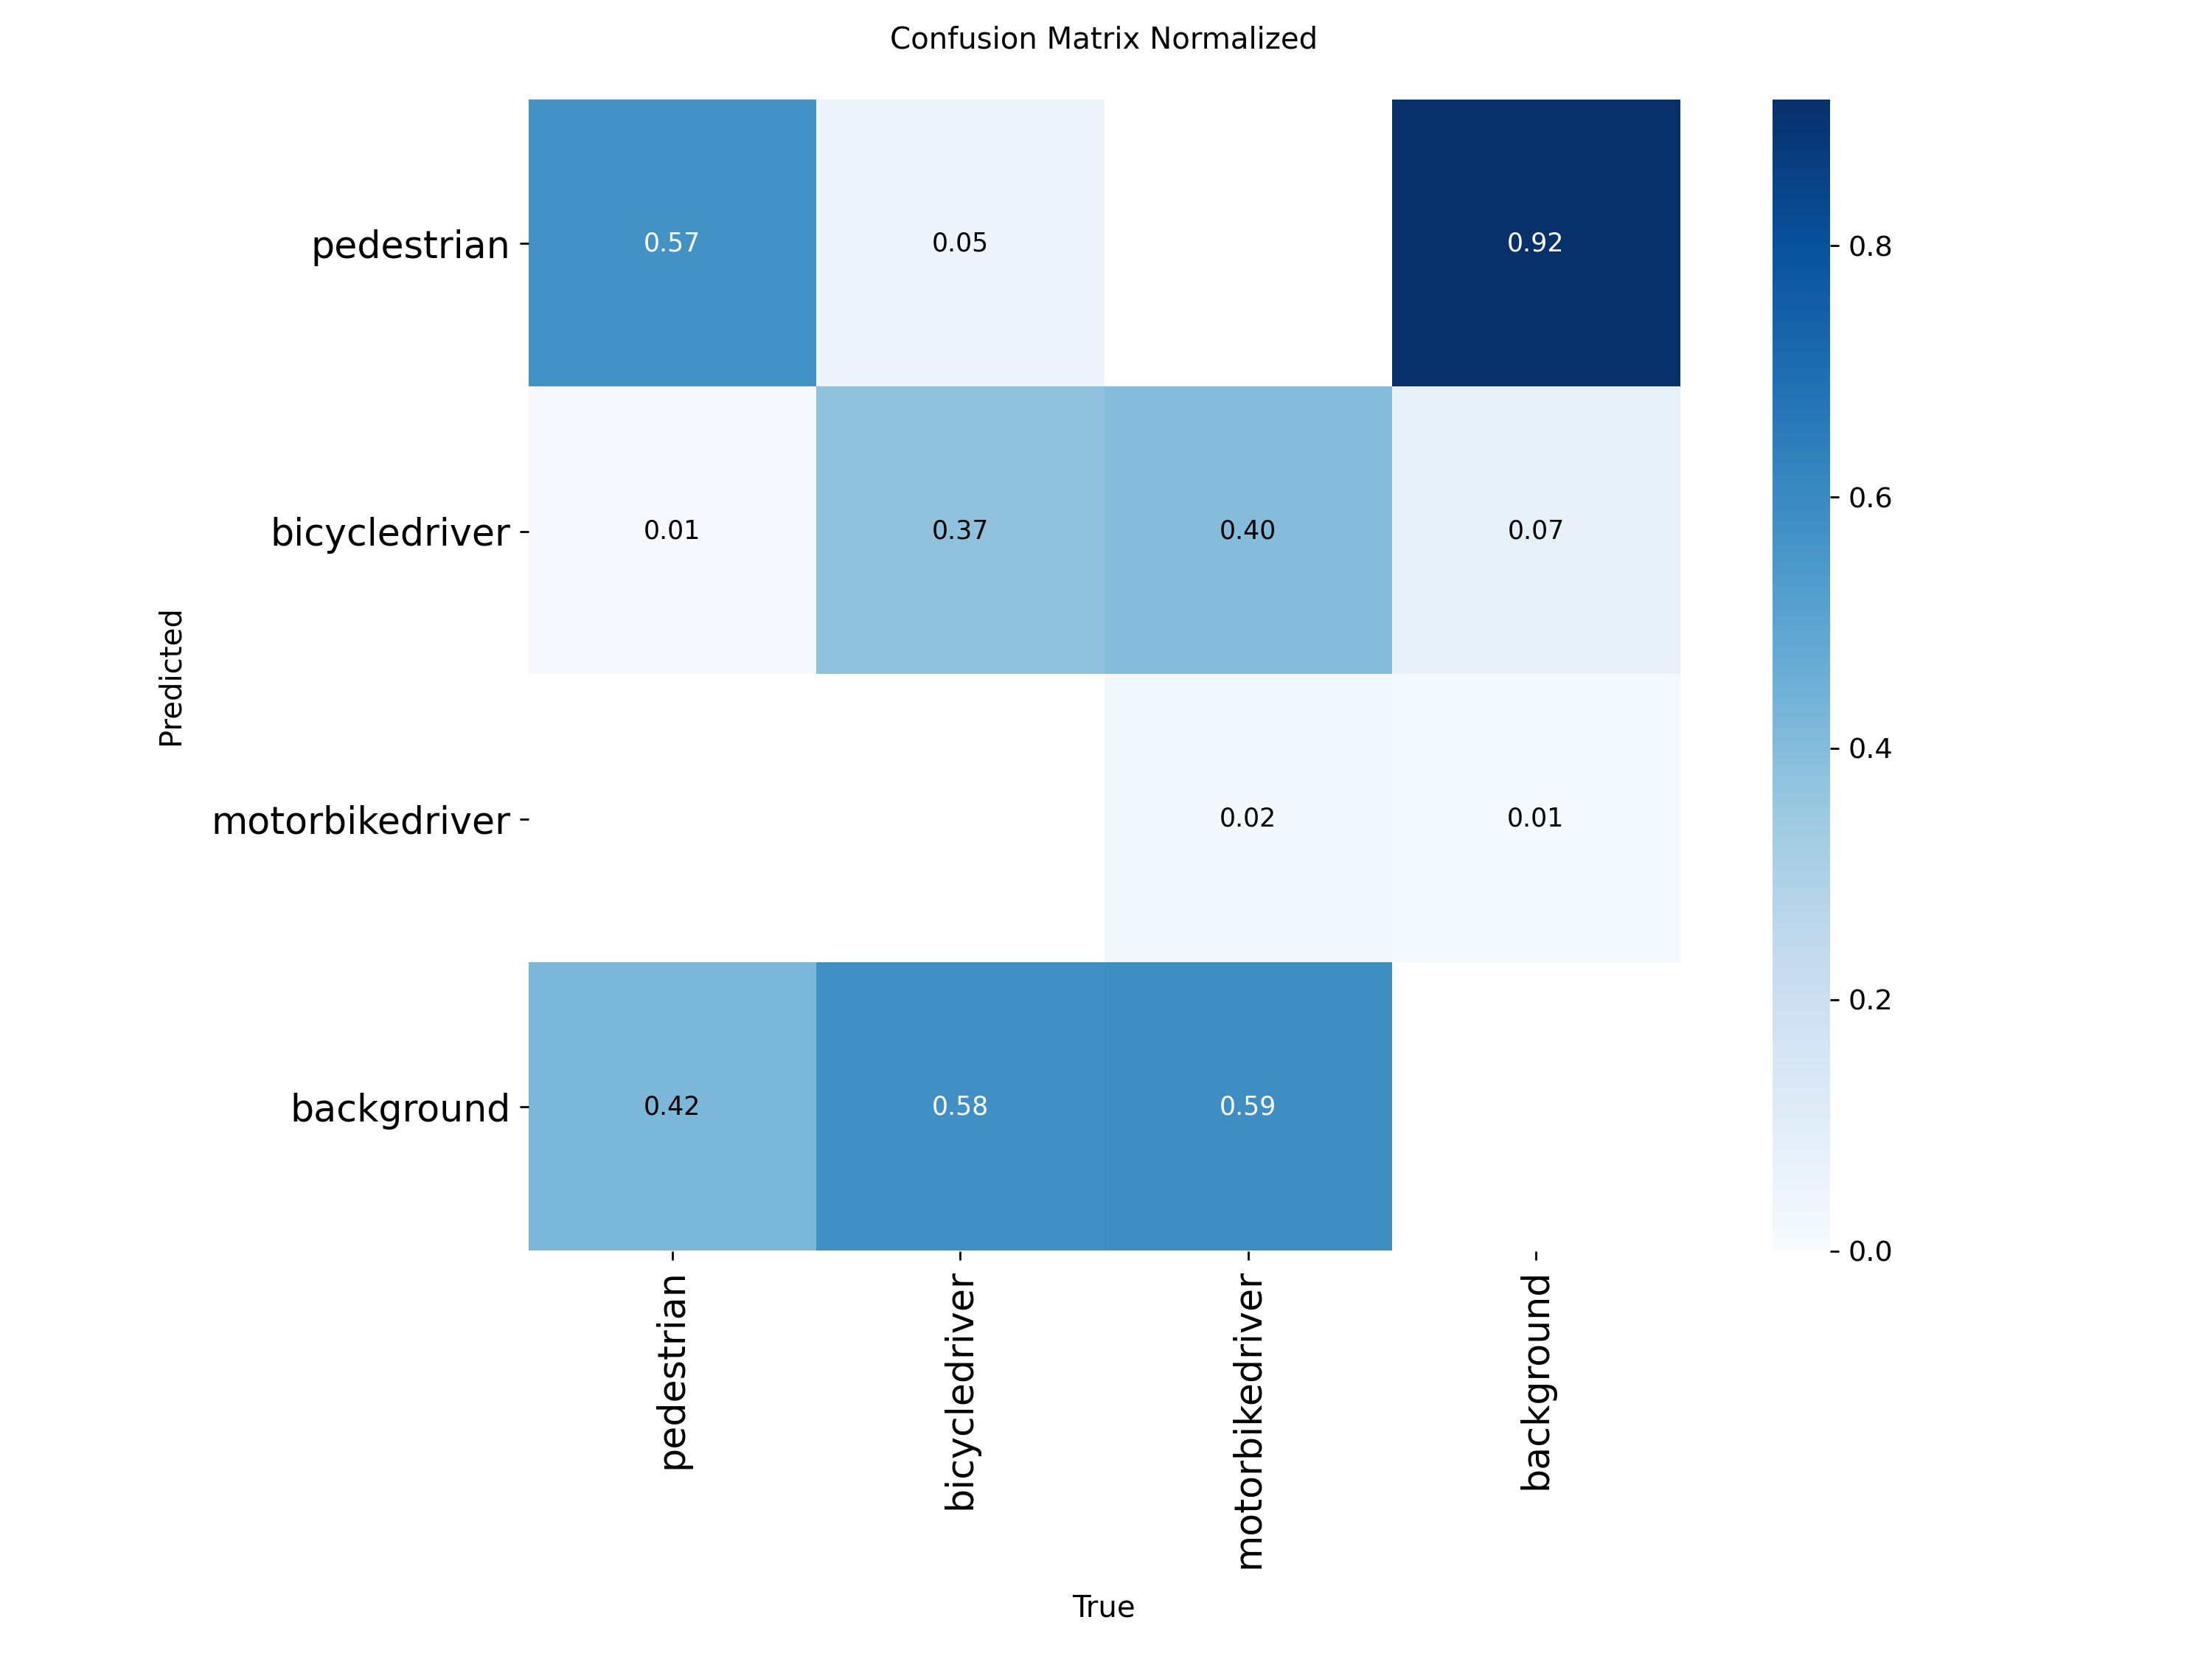 Confusion Matrix Normalized
pedestrian
0.57
0.05
0.92
0.8
bicycledriver
0.01
0.37
0.40
0.07
0.6
Predicted
motorbikedriver
0.02
0.01
0.4
background
0.42
0.58
0.59
0.2
0.0
pedestrian
bicycledriver
motorbikedriver
background
True